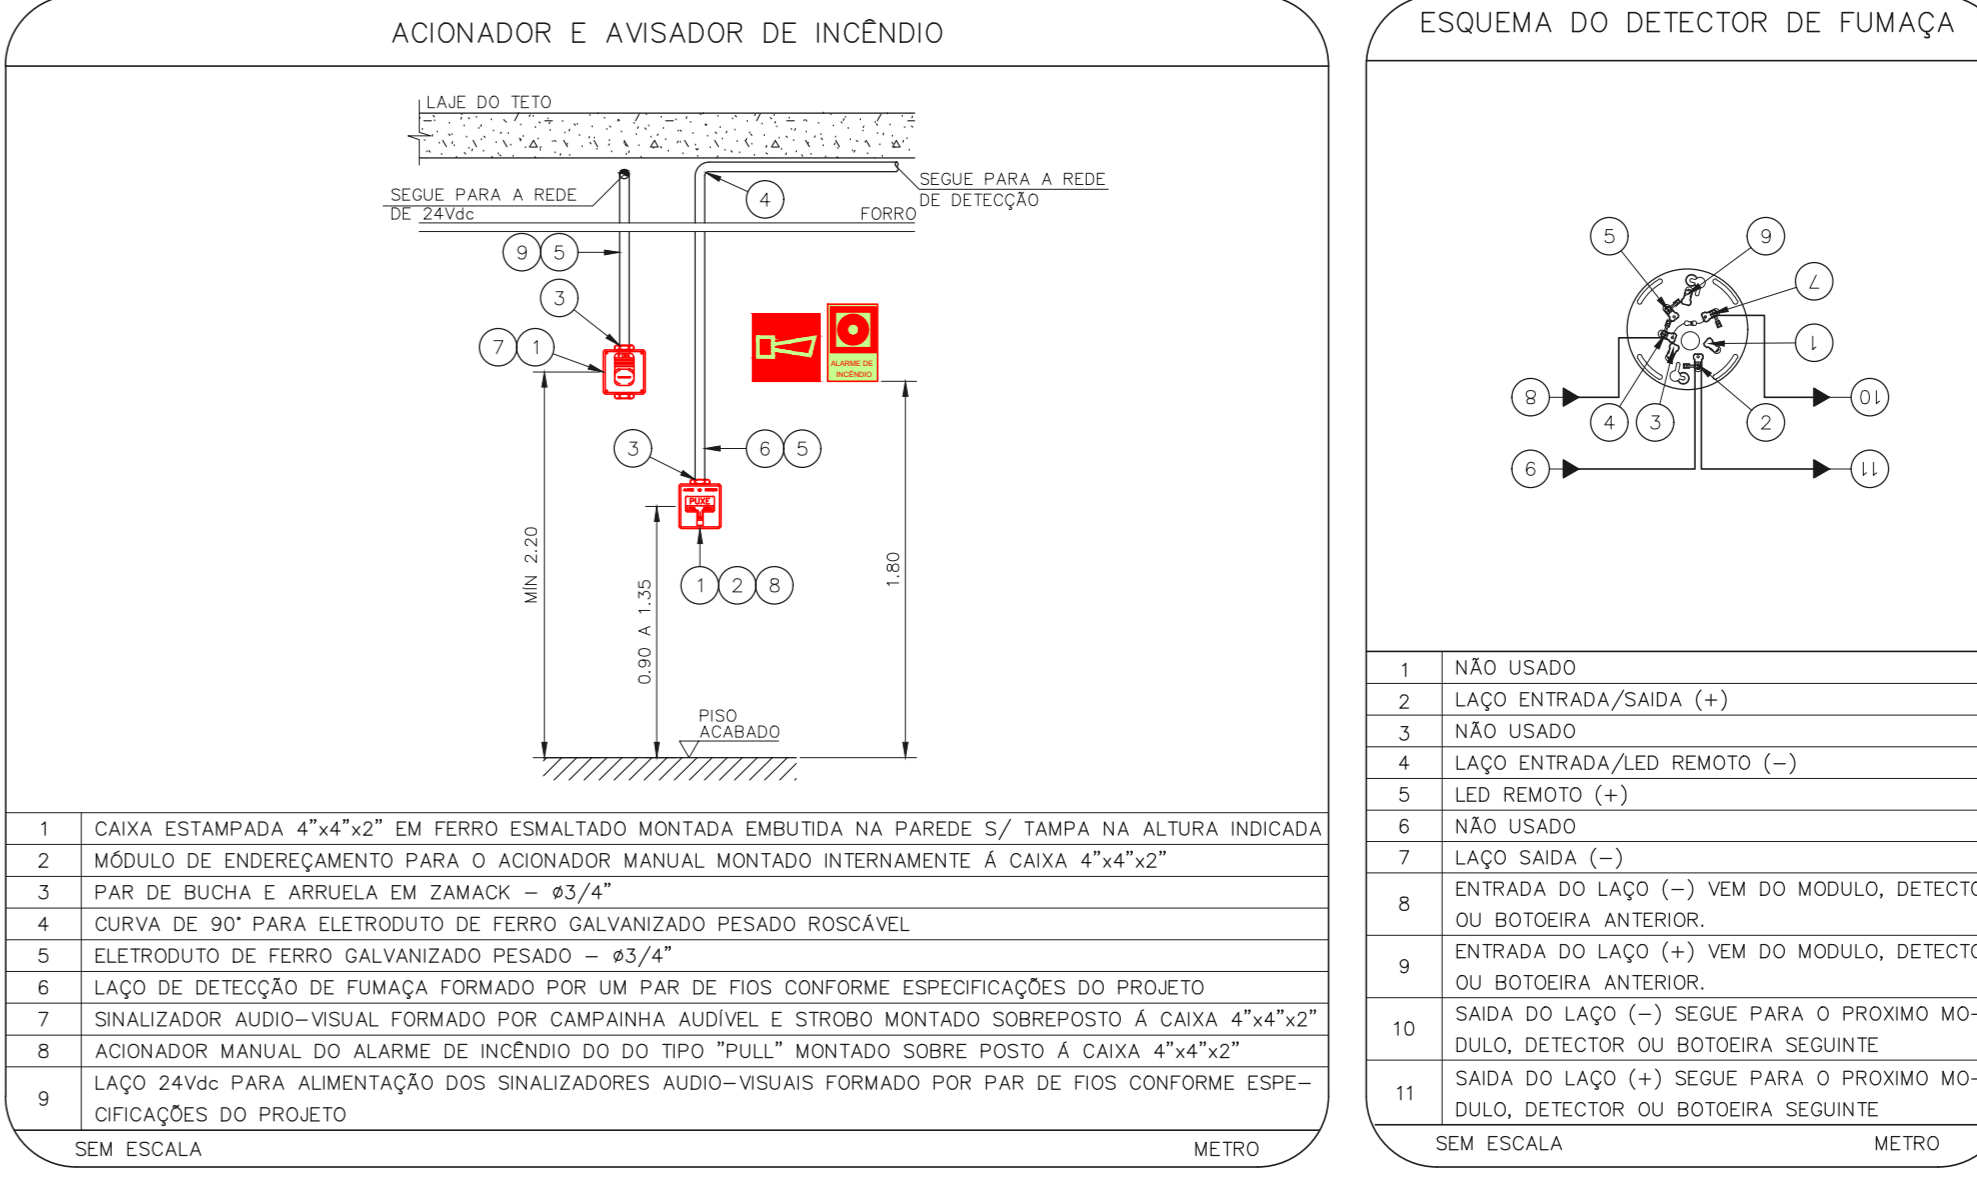 ACIONADOR E AVISADOR DE INCÊNDIO
LAJE DO TETO
SEGUE PARA A REDE
DE 24Vdc
4
SEGUE PARA A REDE
DE DETECÇÃO
FORRO
9 5
3
7 1
ALARME DE
INCÊNDIO
3
6 5
PUXE
1 2 8
MÍN 2.20
0.90 A 1.35
1.80
PISO
ACABADO
1 CAIXA ESTAMPADA 4"x4"x2" EM FERRO ESMALTADO MONTADA EMBUTIDA NA PAREDE S/ TAMPA NA ALTURA INDICADA
2 MÓDULO DE ENDEREÇAMENTO PARA O ACIONADOR MANUAL MONTADO INTERNAMENTE Á CAIXA 4"x4"x2"
3 PAR DE BUCHA E ARRUELA EM ZAMACK – ø3/4"
4 CURVA DE 90° PARA ELETRODUTO DE FERRO GALVANIZADO PESADO ROSCÁVEL
5 ELETRODUTO DE FERRO GALVANIZADO PESADO – ø3/4"
6 LAÇO DE DETECÇÃO DE FUMAÇA FORMADO POR UM PAR DE FIOS CONFORME ESPECIFICAÇÕES DO PROJETO
7 SINALIZADOR AUDIO–VISUAL FORMADO POR CAMPAINHA AUDÍVEL E STROBO MONTADO SOBREPOSTO Á CAIXA 4"x4"x2"
8 ACIONADOR MANUAL DO ALARME DE INCÊNDIO DO DO TIPO "PULL" MONTADO SOBRE POSTO Á CAIXA 4"x4"x2"
9 LAÇO 24Vdc PARA ALIMENTAÇÃO DOS SINALIZADORES AUDIO–VISUAIS FORMADO POR PAR DE FIOS CONFORME ESPE–
CIFICAÇÕES DO PROJETO
SEM ESCALA METRO
ESQUEMA DO DETECTOR DE FUMAÇA
5 6
7
1
8 10
4 3 2
9 11
1 NÃO USADO
2 LAÇO ENTRADA/SAIDA (+)
3 NÃO USADO
4 LAÇO ENTRADA/LED REMOTO (–)
5 LED REMOTO (+)
6 NÃO USADO
7 LAÇO SAIDA (–)
8 ENTRADA DO LAÇO (–) VEM DO MODULO, DETECTO
OU BOTOEIRA ANTERIOR.
9 ENTRADA DO LAÇO (+) VEM DO MODULO, DETECTO
OU BOTOEIRA ANTERIOR.
10 SAIDA DO LAÇO (–) SEGUE PARA O PROXIMO MO–
DULO, DETECTOR OU BOTOEIRA SEGUINTE
11 SAIDA DO LAÇO (+) SEGUE PARA O PROXIMO MO–
DULO, DETECTOR OU BOTOEIRA SEGUINTE
SEM ESCALA METRO